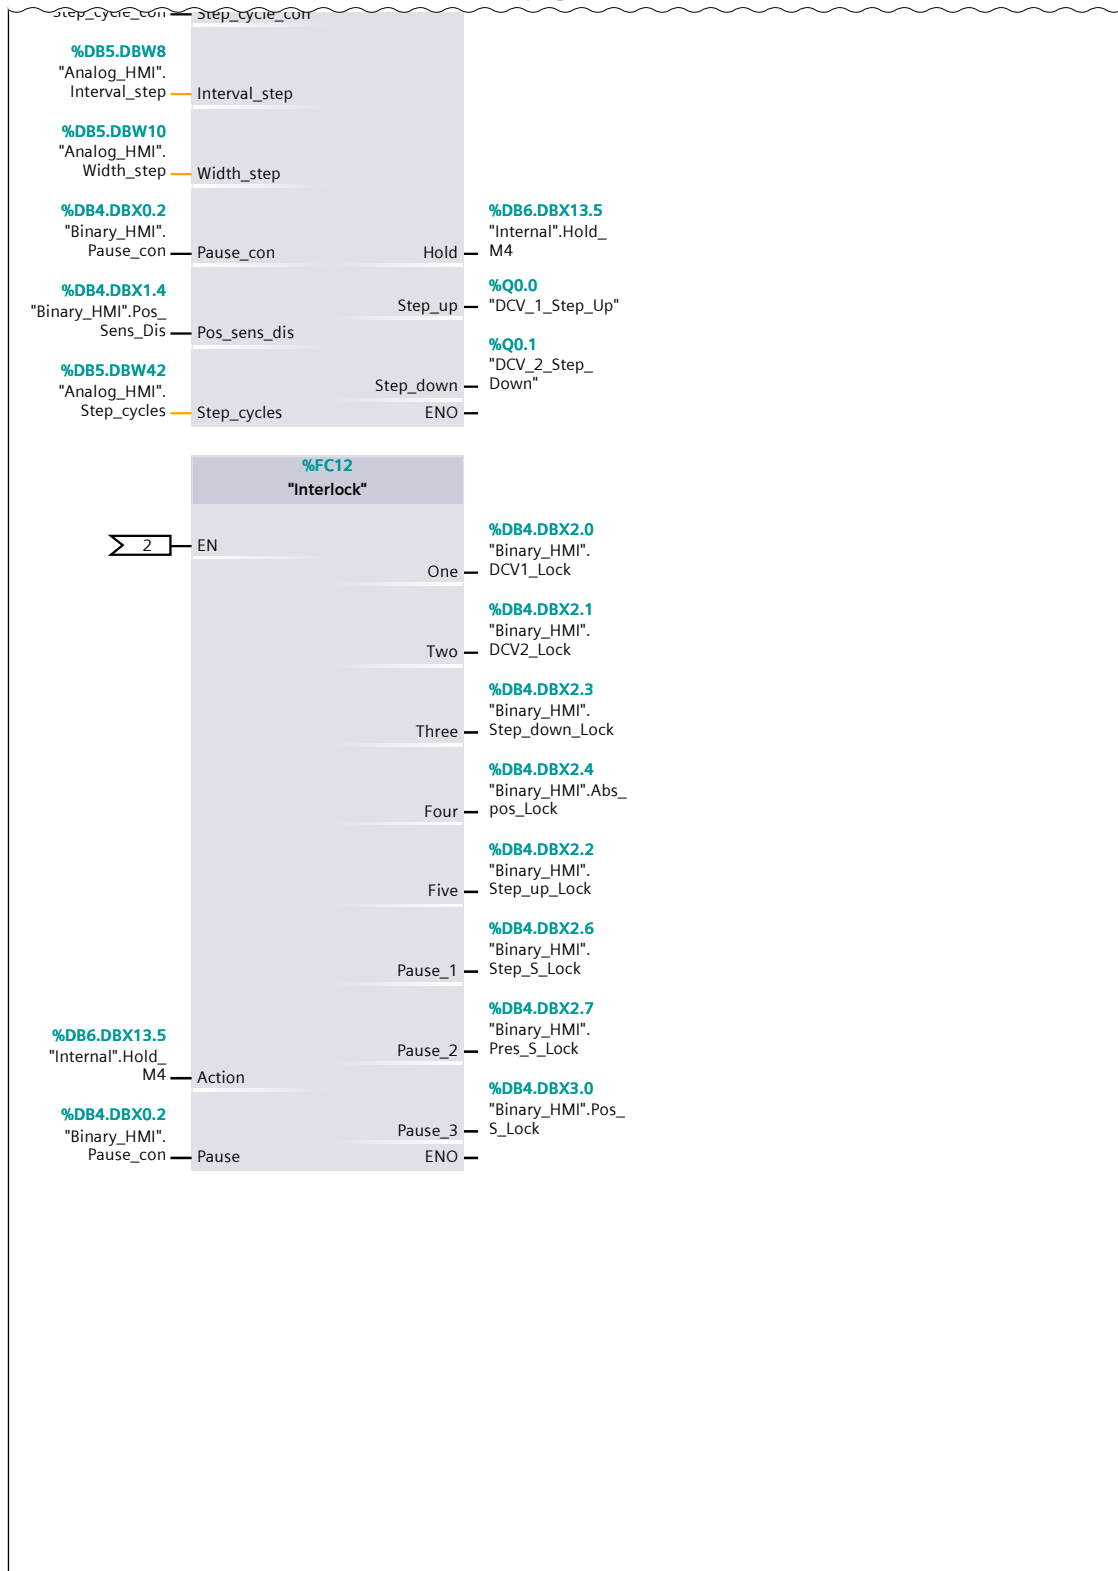 Step_cycle_con Step_cycle_con
%DB5.DBW8
"Analog_HMI".
Interval_step Interval_step
%DB5.DBW10
"Analog_HMI".
Width_step Width_step
%DB4.DBX0.2
"Binary_HMI".
Pause_con Pause_con
%DB6.DBX13.5
"Internal".Hold_
Hold M4
%DB4.DBX1.4
"Binary_HMI".Pos_
Sens_Dis Pos_sens_dis
%Q0.0
Step_up "DCV_1_Step_Up"
%Q0.1
"DCV_2_Step_
Step_down Down"
%DB5.DBW42
"Analog_HMI".
Step_cycles Step_cycles
ENO
%FC12
"Interlock"
2 EN
%DB4.DBX2.0
"Binary_HMI".
One DCV1_Lock
%DB4.DBX2.1
"Binary_HMI".
Two DCV2_Lock
%DB4.DBX2.3
"Binary_HMI".
Three Step_down_Lock
%DB4.DBX2.4
"Binary_HMI".Abs_
Four pos_Lock
%DB4.DBX2.2
"Binary_HMI".
Five Step_up_Lock
%DB4.DBX2.6
"Binary_HMI".
Pause_1 Step_S_Lock
%DB4.DBX2.7
"Binary_HMI".
Pause_2 Pres_S_Lock
%DB6.DBX13.5
"Internal".Hold_
M4 Action
%DB4.DBX3.0
"Binary_HMI".Pos_
Pause_3 S_Lock
%DB4.DBX0.2
"Binary_HMI".
Pause_con Pause
ENO